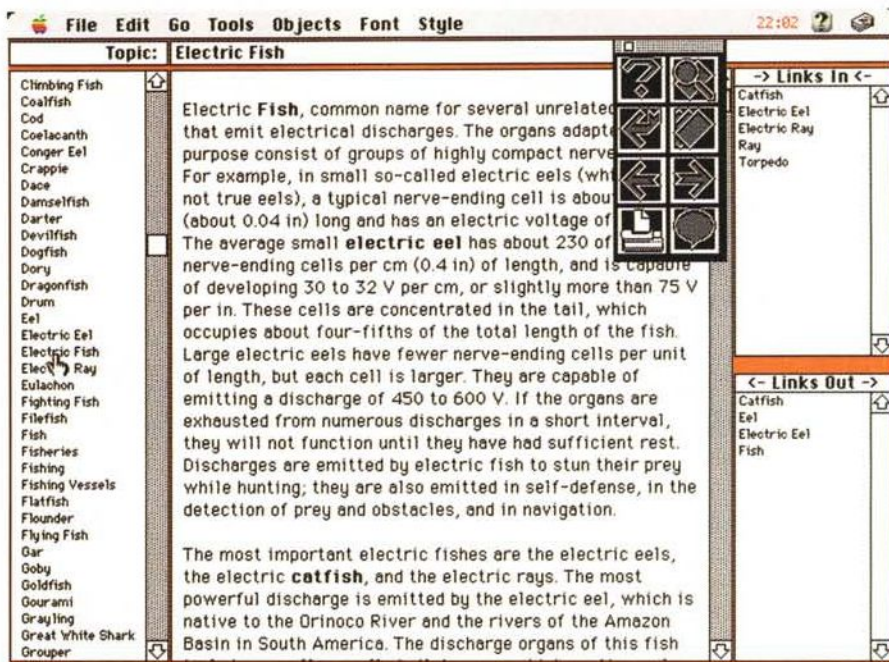 File Edit Go Tools Objects Font Style 22:02
Topic: Electric Fish
Climbing Fish
Coalfish
Cod
Coelacanth
Conger Eel
Crappie
Dace
Damselfish
Darter
Devilfish
Dogfish
Dory
Dragonfish
Drum
Eel
Electric Eel
Electric Fish
Ray
Eulachon
Fighting Fish
Filefish
Fish
Fisheries
Fishing
Fishing Vessels
Flatfish
Flounder
Flying Fish
Gar
Goby
Goldfish
Gourami
Grayling
Great White Shark
Grouper
Electric Fish, common name for several unrelated
that emit electrical discharges. The organs
purpose consist of groups of highly compact nerve
For example, in small so-called electric eels
not true eels), a typical nerve-ending cell is
(about 0.04 in) long and has an electric voltage of
The average small electric eel has about 230 of
nerve-ending cells per cm (0.4 in) of length, and is capable
of developing 30 to 32 V per cm, or slightly more than 75 V
per in. These cells are concentrated in the tail, which
occupies about four-fifths of the total length of the fish.
Large electric eels have fewer nerve-ending cells per unit
of length, but each cell is larger. They are capable of
emitting a discharge of 450 to 600 V. If the organs are
exhausted from numerous discharges in a short interval,
they will not function until they have had sufficient rest.
Discharges are emitted by electric fish to stun their prey
while hunting; they are also emitted in self-defense, in the
detection of prey and obstacles, and in navigation.
The most important electric fishes are the electric eels,
the electric catfish, and the electric rays. The most
powerful discharge is emitted by the electric eel, which is
native to the Orinoco River and the rivers of the Amazon
Basin in South America. The discharge organs of this fish
-> Links In <-
Catfish
Electric Eel
Electric Ray
Ray
Torpedo
<- Links Out ->
Catfish
Eel
Electric Eel
Fish